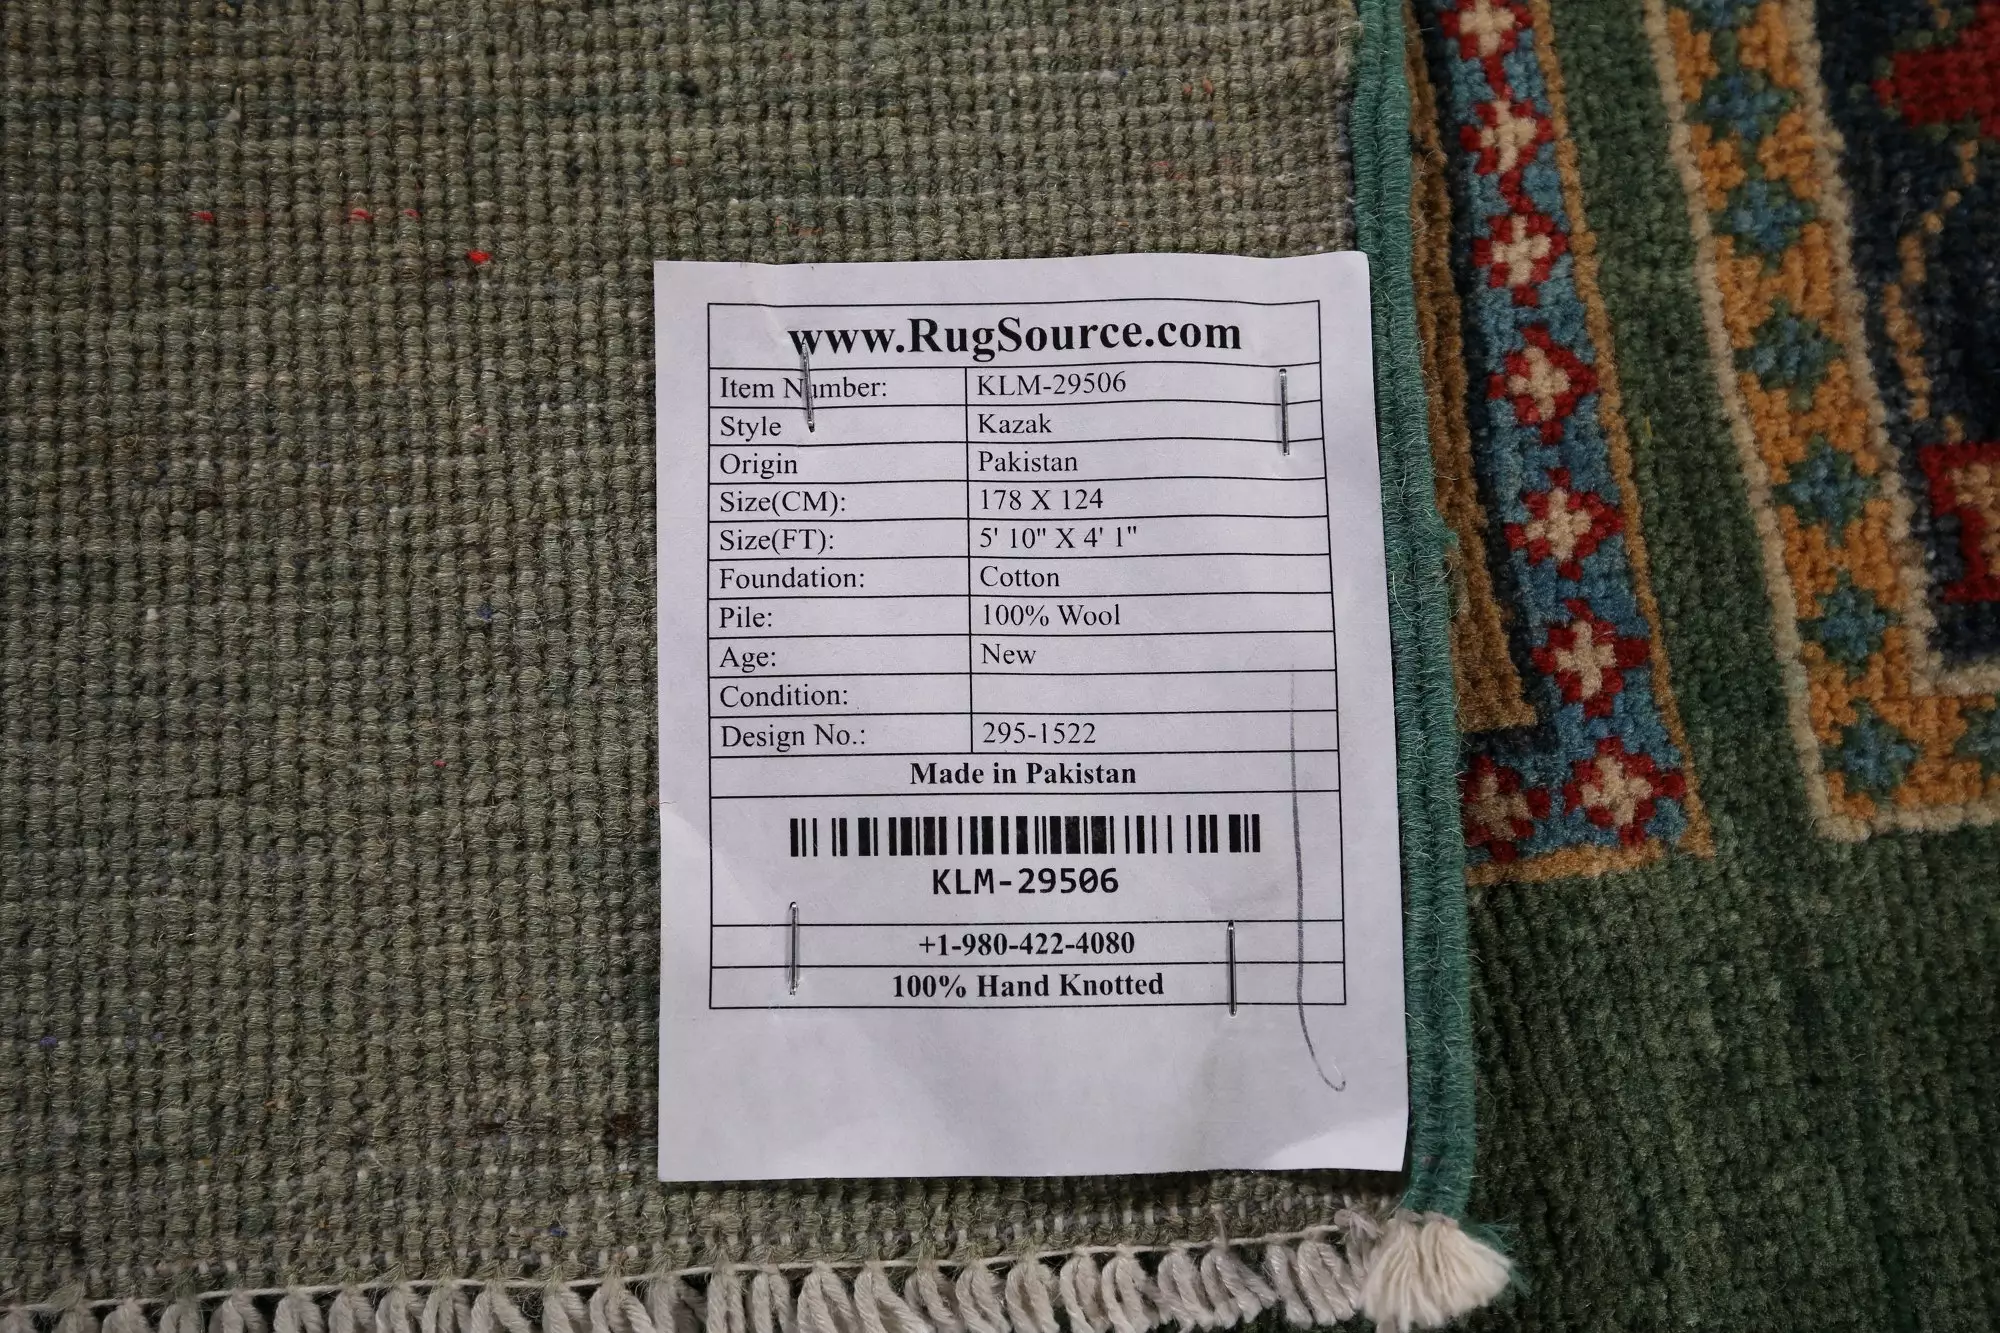 www.RugSource.com
Item Number: KLM-29506
Style Kazak
Origin Pakistan
Size(CM): 178 X 124
Size(FT): 5' 10" X 4' 1"
Foundation: Cotton
Pile: 100% Wool
Age: New
Condition:
Design No.: 295-1522
Made in Pakistan
KLM-29506
+1-980-422-4080
100% Hand Knotted